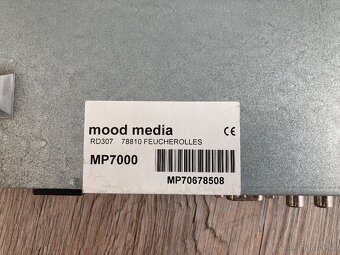 mood media
RD307 78810 FEUCHEROLLES
CE
MP7000
MP70678508